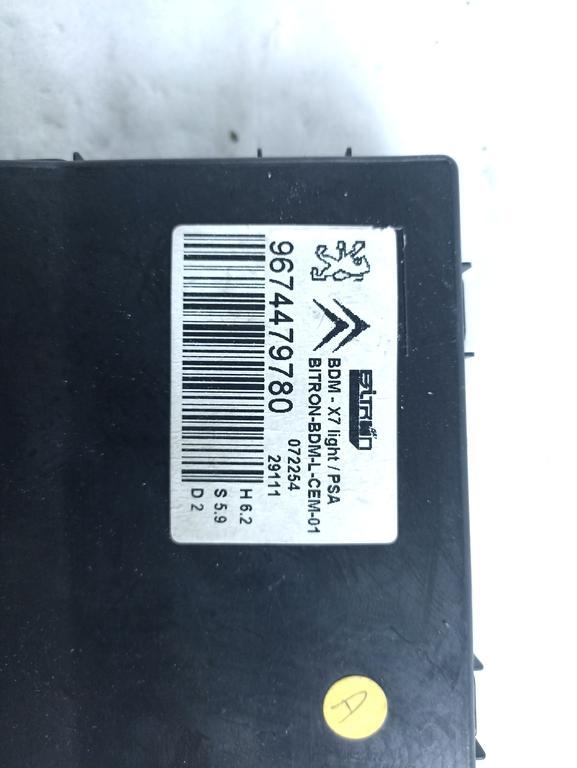 BITRON
BDM - X7 light / PSA
BITRON-BDM-L-CEM-01
072254
29111
9674479780
H 6.2
S 5.9
D 2
A